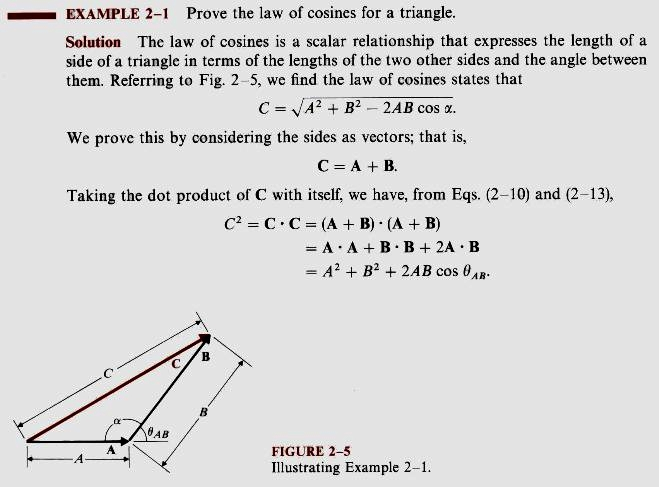 EXAMPLE 2–1 Prove the law of cosines for a triangle.
Solution The law of cosines is a scalar relationship that expresses the length of a
side of a triangle in terms of the lengths of the two other sides and the angle between
them. Referring to Fig. 2–5, we find the law of cosines states that
C = √(A² + B² − 2AB cos α.
We prove this by considering the sides as vectors; that is,
C = A + B.
Taking the dot product of C with itself, we have, from Eqs. (2–10) and (2–13),
C² = C · C = (A + B) · (A + B)
= A · A + B · B + 2A · B
= A² + B² + 2AB cos θ_AB.
C
C
B
B
α
θ_AB
A
A
FIGURE 2–5
Illustrating Example 2–1.